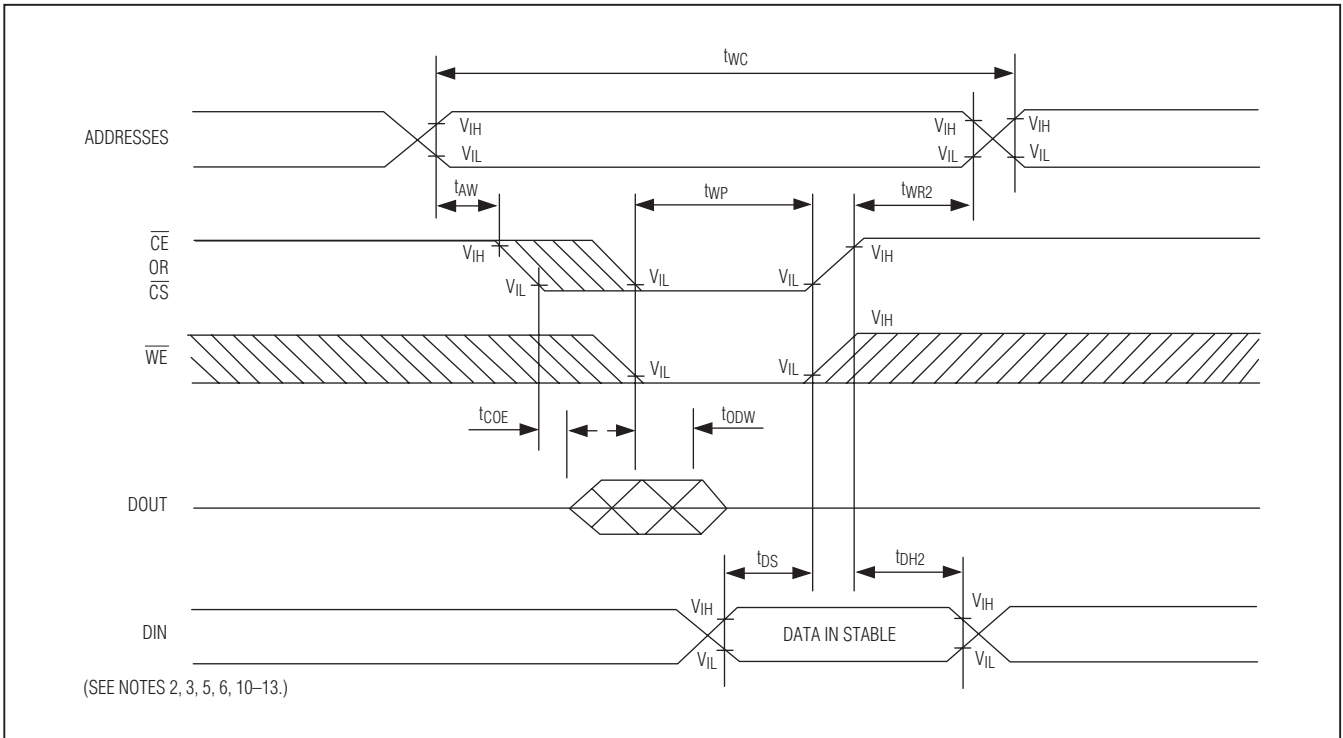 tWC
ADDRESSES
VIH
VIL
VIH
VIL
VIH
VIL
tAW
tWP
tWR2
CE
OR
CS
VIH
VIL
VIL
VIL
VIH
WE
VIL
VIL
VIH
tCOE
tODW
DOUT
tDS
tDH2
DIN
VIH
VIL
DATA IN STABLE
VIH
VIL
(SEE NOTES 2, 3, 5, 6, 10–13.)